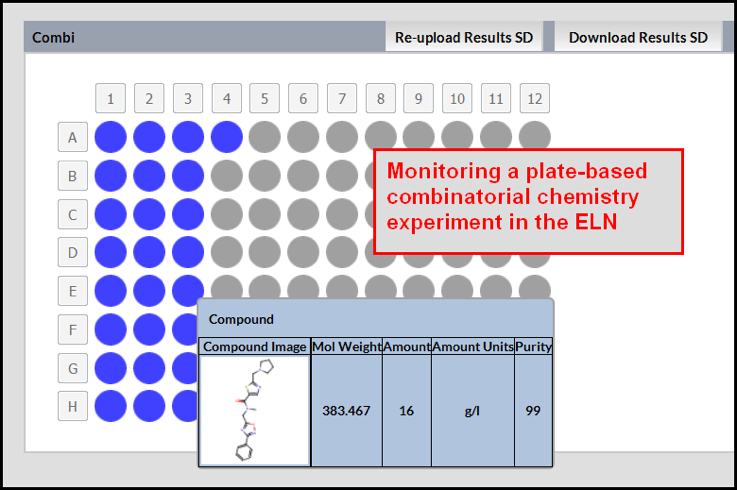 Combi Re-upload Results SD Download Results SD
1 2 3 4 5 6 7 8 9 10 11 12
A
B
C
D
E
F
G
H
Monitoring a plate-based
combinatorial chemistry
experiment in the ELN
Compound
Compound Image Mol Weight Amount Amount Units Purity
383.467 16 g/l 99